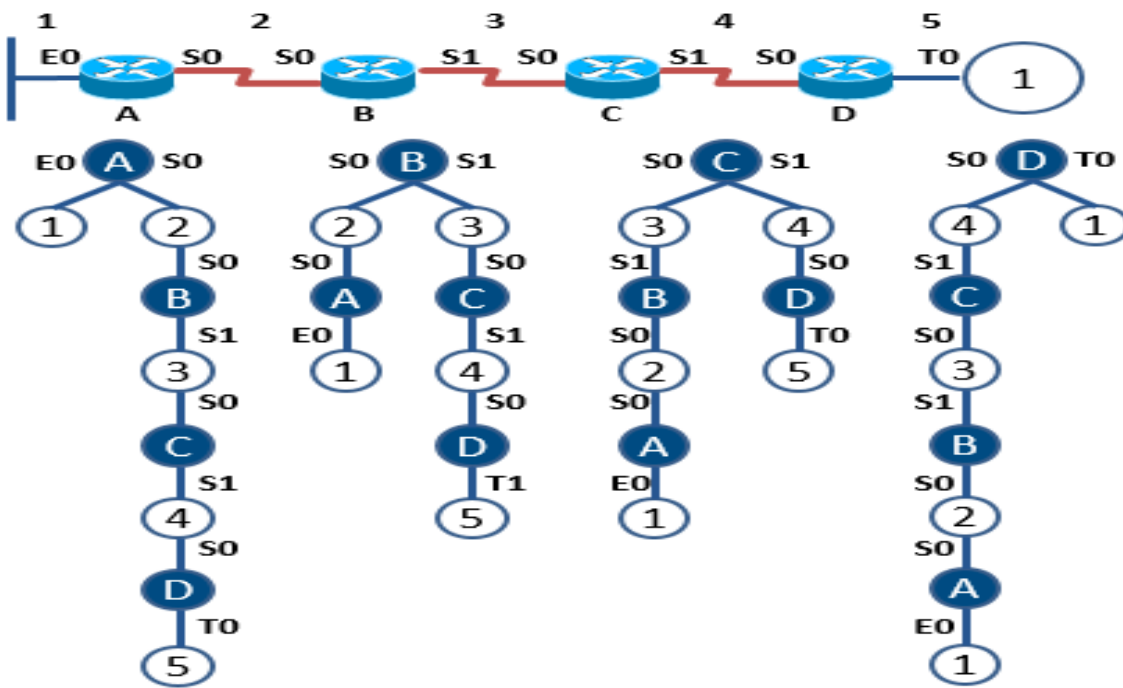 1 2 3 4 5
E0 S0 S0 S1 S0 S1 S0 T0 1
A B C D
E0 A S0 S0 B S1 S0 C S1 S0 D T0
1 2 2 3 3 4 4 1
S0 S0 S0 S1 S0 S1
B A C B D C
S1 E0 S1 S0 T0 S0
3 1 4 2 5 3
S0 S0 S0 S1
C D A B
S1 T1 E0 S0
4 5 1 2
S0 S0
D A
T0 E0
5 1